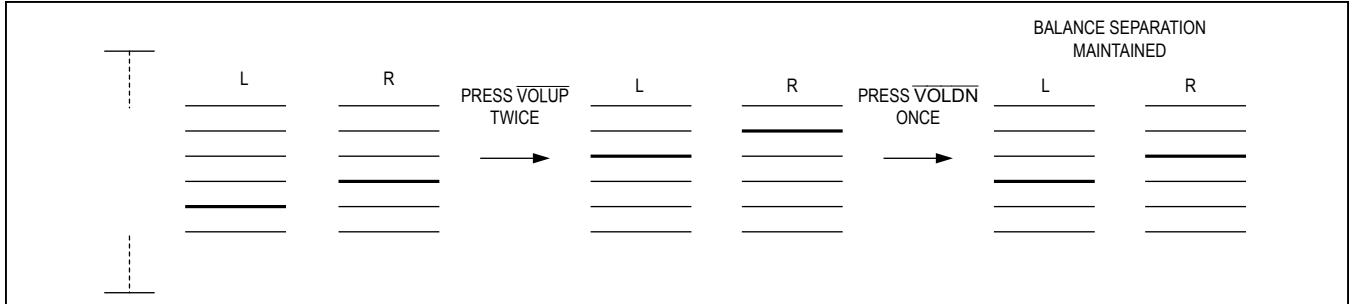 BALANCE SEPARATION
MAINTAINED
L
R
PRESS VOLUP
TWICE
L
R
PRESS VOLDN
ONCE
L
R